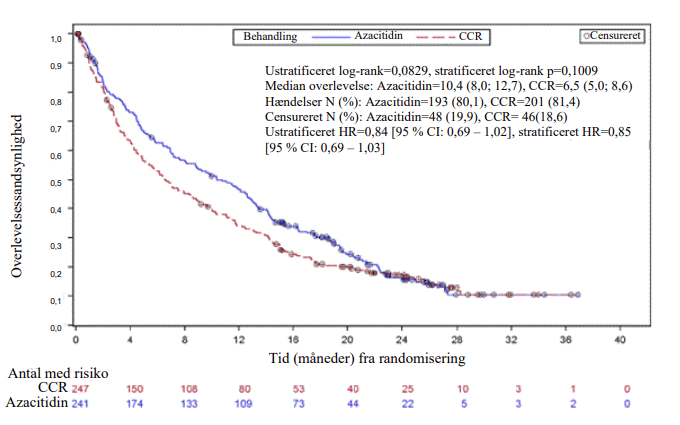 Behandling Azacitidin CCR
Censureret
Ustratificeret log-rank=0,0829, stratificeret log-rank p=0,1009
Median overlevelse: Azacitidin=10,4 (8,0; 12,7), CCR=6,5 (5,0; 8,6)
Hændelser N (%): Azacitidin=193 (80,1), CCR=201 (81,4)
Censureret N (%): Azacitidin=48 (19,9), CCR= 46(18,6)
Ustratificeret HR=0,84 [95 % CI: 0,69 – 1,02], stratificeret HR=0,85
[95 % CI: 0,69 – 1,03]
Overlevelsessandsynlighed
1,0
0,9
0,8
0,7
0,6
0,5
0,4
0,3
0,2
0,1
0,0
0 4 8 12 16 20 24 28 32 36 40
Tid (måneder) fra randomisering
Antal med risiko
CCR 247 150 108 80 53 40 25 10 3 1 0
Azacitidin 241 174 133 109 73 44 22 5 3 2 0